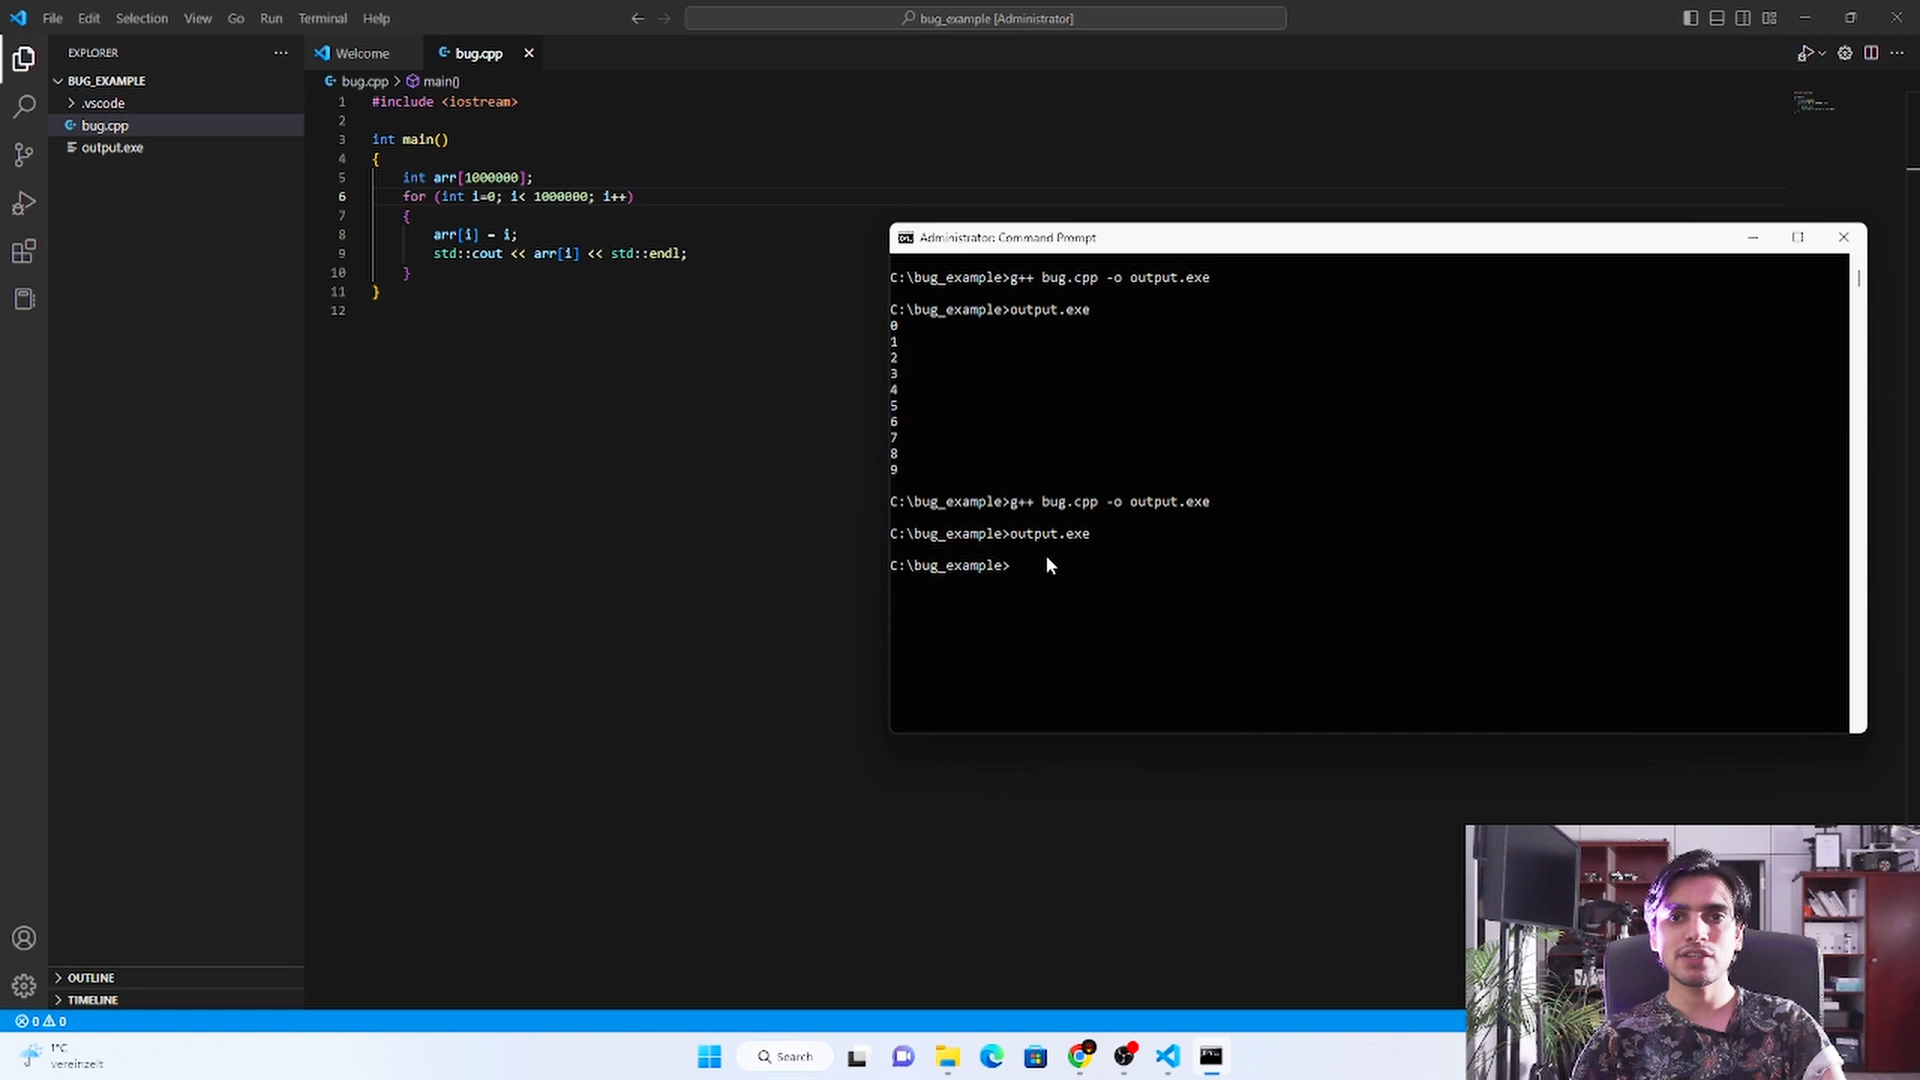 File Edit Selection View Go Run Terminal Help
bug_example [Administrator]
EXPLORER
BUG_EXAMPLE
.vscode
bug.cpp
output.exe
OUTLINE
TIMELINE
Welcome
bug.cpp
bug.cpp > main()
1 #include <iostream>
2
3 int main()
4 {
5 int arr[1000000];
6 for (int i=0; i< 1000000; i++)
7 {
8 arr[i] = i;
9 std::cout << arr[i] << std::endl;
10 }
11 }
12
Administrator: Command Prompt
C:\bug_example>g++ bug.cpp -o output.exe
C:\bug_example>output.exe
0
1
2
3
4
5
6
7
8
9
C:\bug_example>g++ bug.cpp -o output.exe
C:\bug_example>output.exe
C:\bug_example>
0 0
1°C
vereinzelt
Search